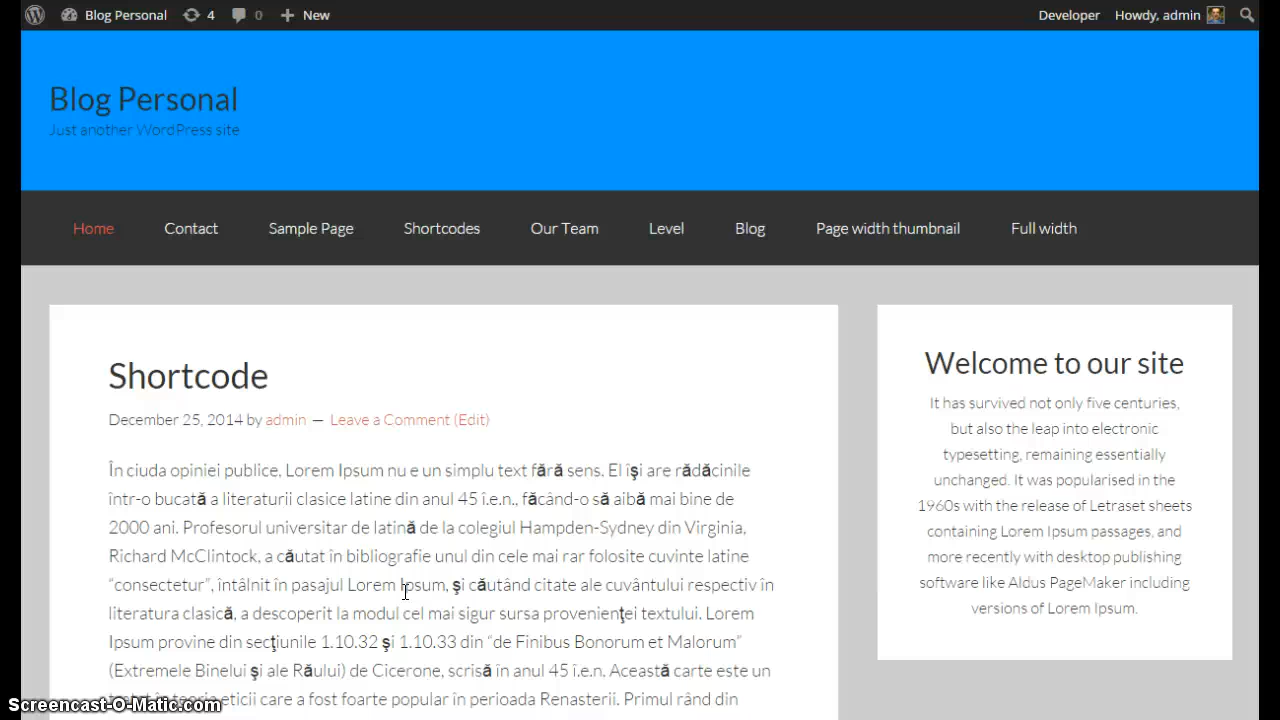 Blog Personal 4 0 New Developer Howdy, admin
Blog Personal
Just another WordPress site
Home Contact Sample Page Shortcodes Our Team Level Blog Page width thumbnail Full width
Shortcode
December 25, 2014 by admin — Leave a Comment (Edit)
În ciuda opiniei publice, Lorem Ipsum nu e un simplu text fără sens. El îşi are rădăcinile
într-o bucată a literaturii clasice latine din anul 45 î.e.n., făcând-o să aibă mai bine de
2000 ani. Profesorul universitar de latină de la colegiul Hampden-Sydney din Virginia,
Richard McClintock, a căutat în bibliografie unul din cele mai rar folosite cuvinte latine
“consectetur”, întâlnit în pasajul Lorem Ipsum, şi căutând citate ale cuvântului respectiv în
literatura clasică, a descoperit la modul cel mai sigur sursa provenienţei textului. Lorem
Ipsum provine din secţiunile 1.10.32 şi 1.10.33 din “de Finibus Bonorum et Malorum”
(Extremele Binelui şi ale Răului) de Cicerone, scrisă în anul 45 î.e.n. Această carte este un
tratat în teoria eticii care a fost foarte popular în perioada Renasterii. Primul rând din
Welcome to our site
It has survived not only five centuries,
but also the leap into electronic
typesetting, remaining essentially
unchanged. It was popularised in the
1960s with the release of Letraset sheets
containing Lorem Ipsum passages, and
more recently with desktop publishing
software like Aldus PageMaker including
versions of Lorem Ipsum.
Screencast-O-Matic.com